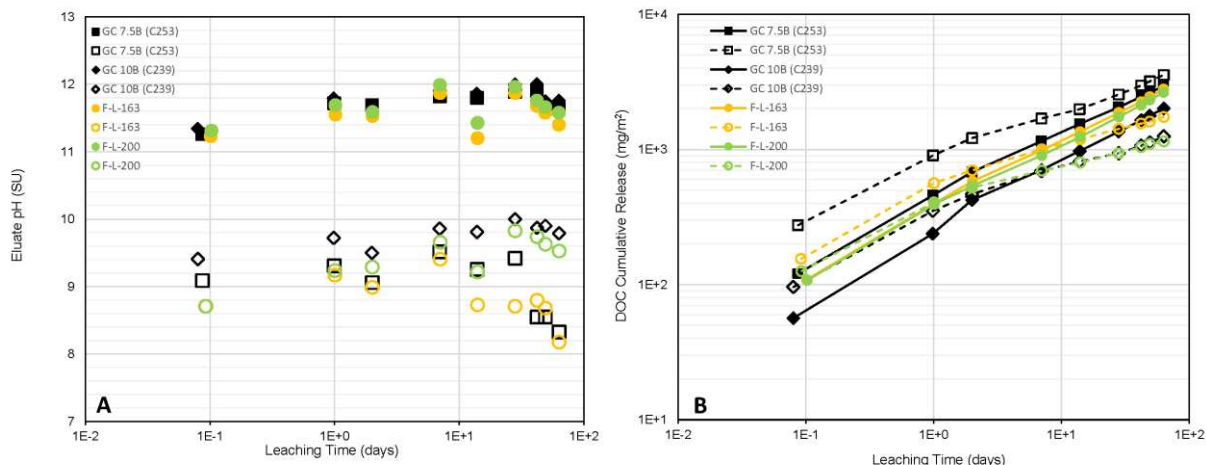 13
12
11
10
9
8
7
Eluate pH (SU)
GC 7.5B (C253)
GC 7.5B (C253)
GC 10B (C239)
GC 10B (C239)
F-L-163
F-L-163
F-L-200
F-L-200
A
1E-2
1E-1
1E+0
1E+1
1E+2
Leaching Time (days)
1E+4
1E+3
1E+2
1E+1
DOC Cumulative Release (mg/m²)
GC 7.5B (C253)
GC 7.5B (C253)
GC 10B (C239)
GC 10B (C239)
F-L-163
F-L-163
F-L-200
F-L-200
B
1E-2
1E-1
1E+0
1E+1
1E+2
Leaching Time (days)